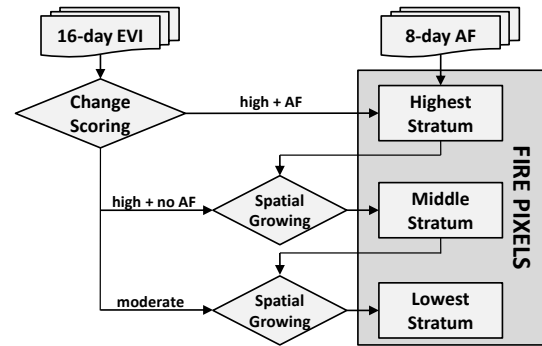 16-day EVI
8-day AF
Change
Scoring
high + AF
Highest
Stratum
high + no AF
Spatial
Growing
Middle
Stratum
moderate
Spatial
Growing
Lowest
Stratum
FIRE PIXELS